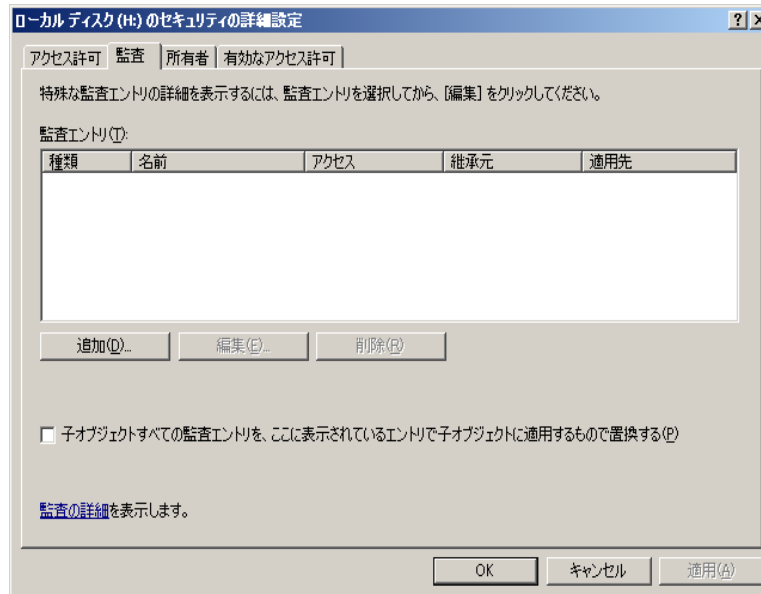 ローカル ディスク (H:) のセキュリティの詳細設定
アクセス許可 監査 所有者 有効なアクセス許可
特殊な監査エントリの詳細を表示するには、監査エントリを選択してから、[編集] をクリックしてください。
監査エントリ(T):
種類 名前 アクセス 継承元 適用先
追加(D)... 編集(E)... 削除(R)
子オブジェクトすべての監査エントリを、ここに表示されているエントリで子オブジェクトに適用するもので置換する(P)
監査の詳細を表示します。
OK キャンセル 適用(A)